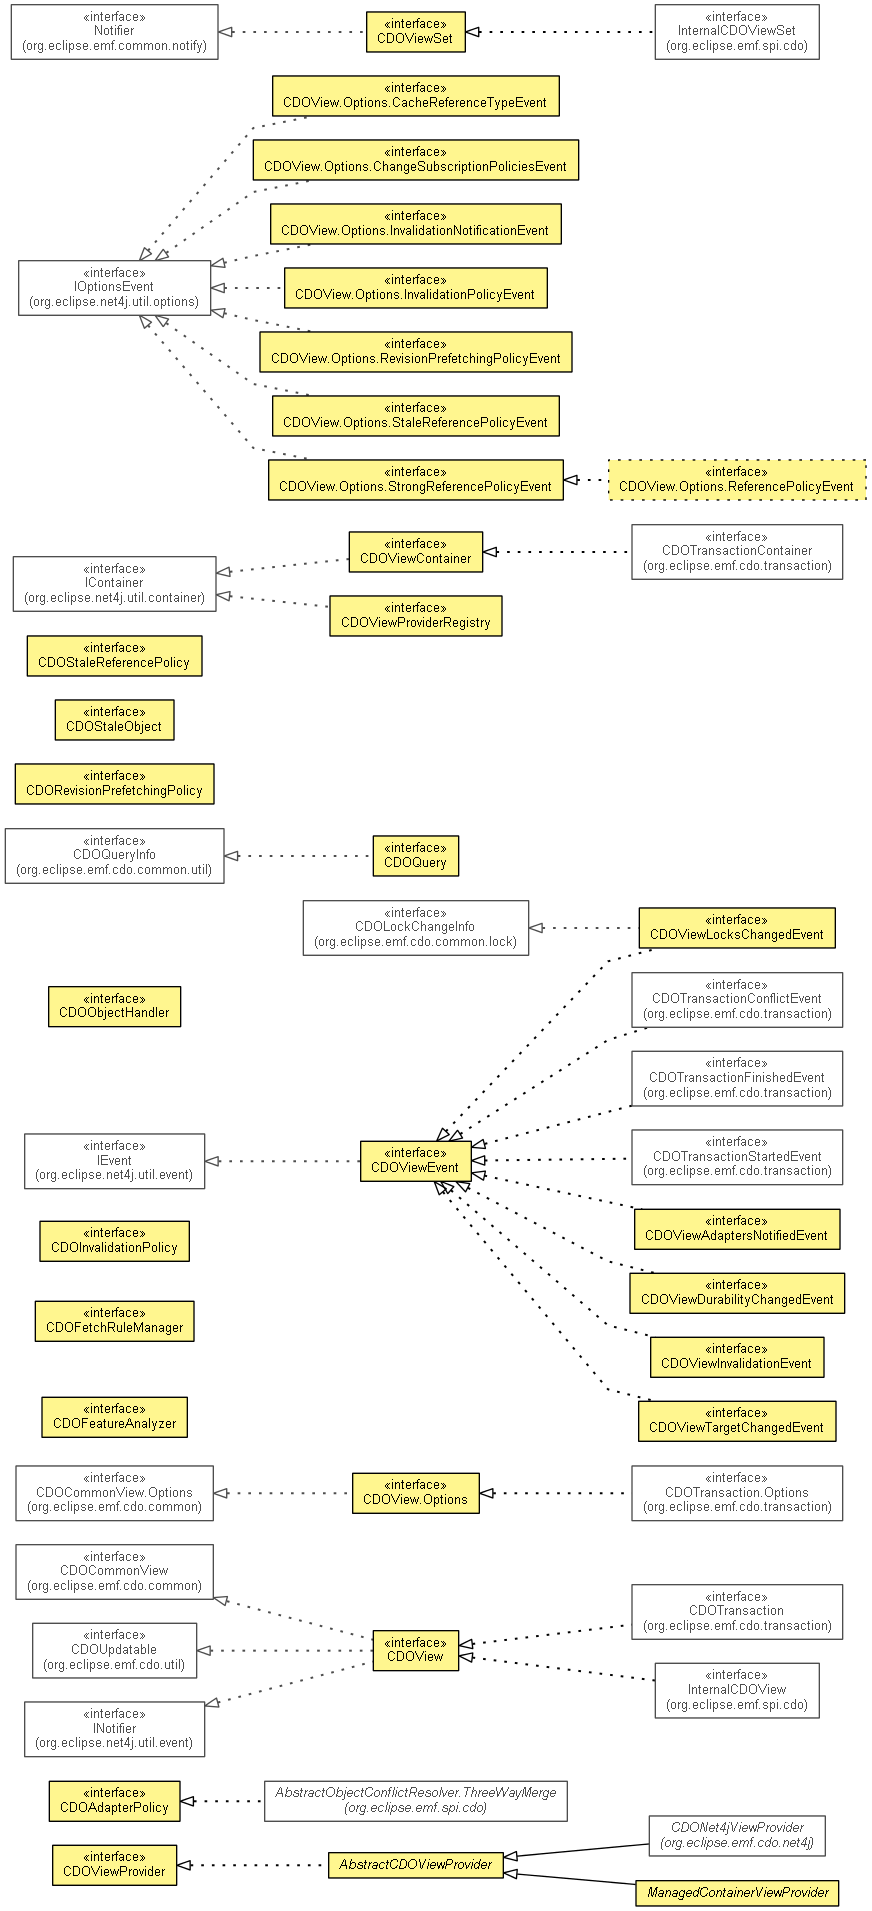 «interface»
Notifier
(org.eclipse.emf.common.notify)
«interface»
CDOViewSet
«interface»
InternalCDOViewSet
(org.eclipse.emf.spi.cdo)
«interface»
CDOView.Options.CacheReferenceTypeEvent
«interface»
CDOView.Options.ChangeSubscriptionPoliciesEvent
«interface»
CDOView.Options.InvalidationNotificationEvent
«interface»
IOptionsEvent
(org.eclipse.net4j.util.options)
«interface»
CDOView.Options.InvalidationPolicyEvent
«interface»
CDOView.Options.RevisionPrefetchingPolicyEvent
«interface»
CDOView.Options.StaleReferencePolicyEvent
«interface»
CDOView.Options.StrongReferencePolicyEvent
«interface»
CDOView.Options.ReferencePolicyEvent
«interface»
IContainer
(org.eclipse.net4j.util.container)
«interface»
CDOViewContainer
«interface»
CDOTransactionContainer
(org.eclipse.emf.cdo.transaction)
«interface»
CDOViewProviderRegistry
«interface»
CDOStaleReferencePolicy
«interface»
CDOStaleObject
«interface»
CDORevisionPrefetchingPolicy
«interface»
CDOQueryInfo
(org.eclipse.emf.cdo.common.util)
«interface»
CDOQuery
«interface»
CDOLockChangeInfo
(org.eclipse.emf.cdo.common.lock)
«interface»
CDOViewLocksChangedEvent
«interface»
CDOObjectHandler
«interface»
CDOTransactionConflictEvent
(org.eclipse.emf.cdo.transaction)
«interface»
CDOTransactionFinishedEvent
(org.eclipse.emf.cdo.transaction)
«interface»
IEvent
(org.eclipse.net4j.util.event)
«interface»
CDOViewEvent
«interface»
CDOTransactionStartedEvent
(org.eclipse.emf.cdo.transaction)
«interface»
CDOInvalidationPolicy
«interface»
CDOViewAdaptersNotifiedEvent
«interface»
CDOViewDurabilityChangedEvent
«interface»
CDOFetchRuleManager
«interface»
CDOViewInvalidationEvent
«interface»
CDOFeatureAnalyzer
«interface»
CDOViewTargetChangedEvent
«interface»
CDOCommonView.Options
(org.eclipse.emf.cdo.common)
«interface»
CDOView.Options
«interface»
CDOTransaction.Options
(org.eclipse.emf.cdo.transaction)
«interface»
CDOCommonView
(org.eclipse.emf.cdo.common)
«interface»
CDOUpdatable
(org.eclipse.emf.cdo.util)
«interface»
INotifier
(org.eclipse.net4j.util.event)
«interface»
CDOView
«interface»
CDOTransaction
(org.eclipse.emf.cdo.transaction)
«interface»
InternalCDOView
(org.eclipse.emf.spi.cdo)
«interface»
CDOAdapterPolicy
AbstractObjectConflictResolver.ThreeWayMerge
(org.eclipse.emf.spi.cdo)
«interface»
CDOViewProvider
AbstractCDOViewProvider
CDONet4jViewProvider
(org.eclipse.emf.cdo.net4j)
ManagedContainerViewProvider